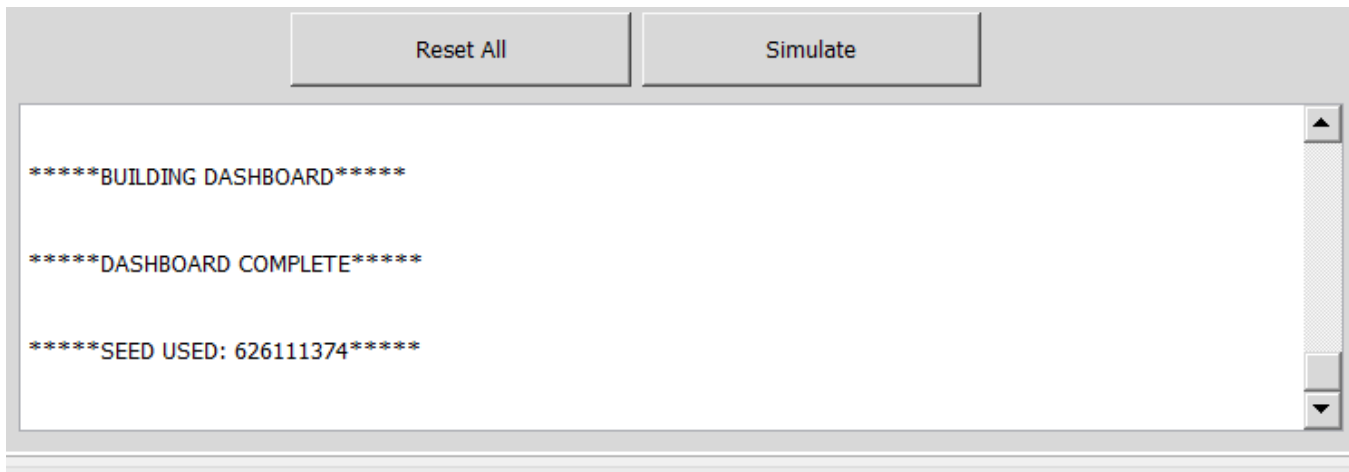 Reset All
Simulate
*****BUILDING DASHBOARD*****
*****DASHBOARD COMPLETE*****
*****SEED USED: 626111374*****